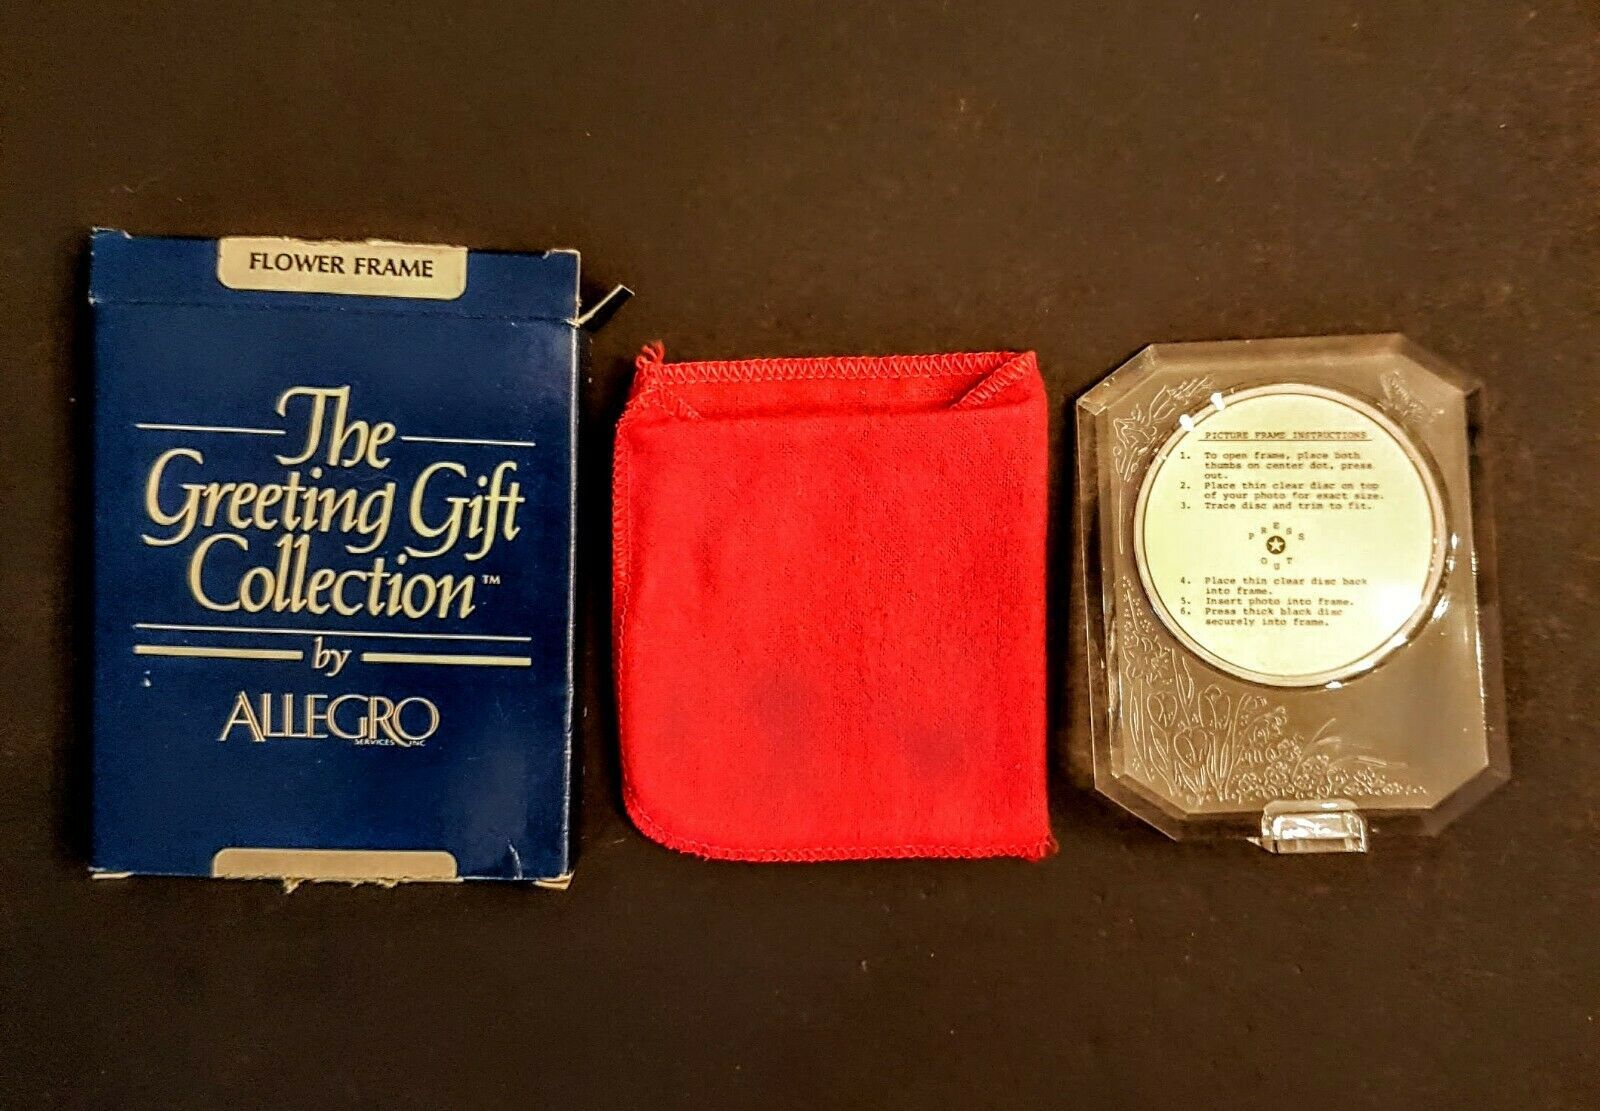 FLOWER FRAME
The
Greeting Gift
Collection™
by
ALLEGRO
SERVICES, INC
PICTURE FRAME INSTRUCTIONS
1. To open frame, place both
thumbs on center dot, press
out.
2. Place thin clear disc on top
of your photo for exact size.
3. Trace disc and trim to fit.
PRESS
OUT
4. Place thin clear disc back
into frame.
5. Insert photo into frame.
6. Press thick black disc
securely into frame.